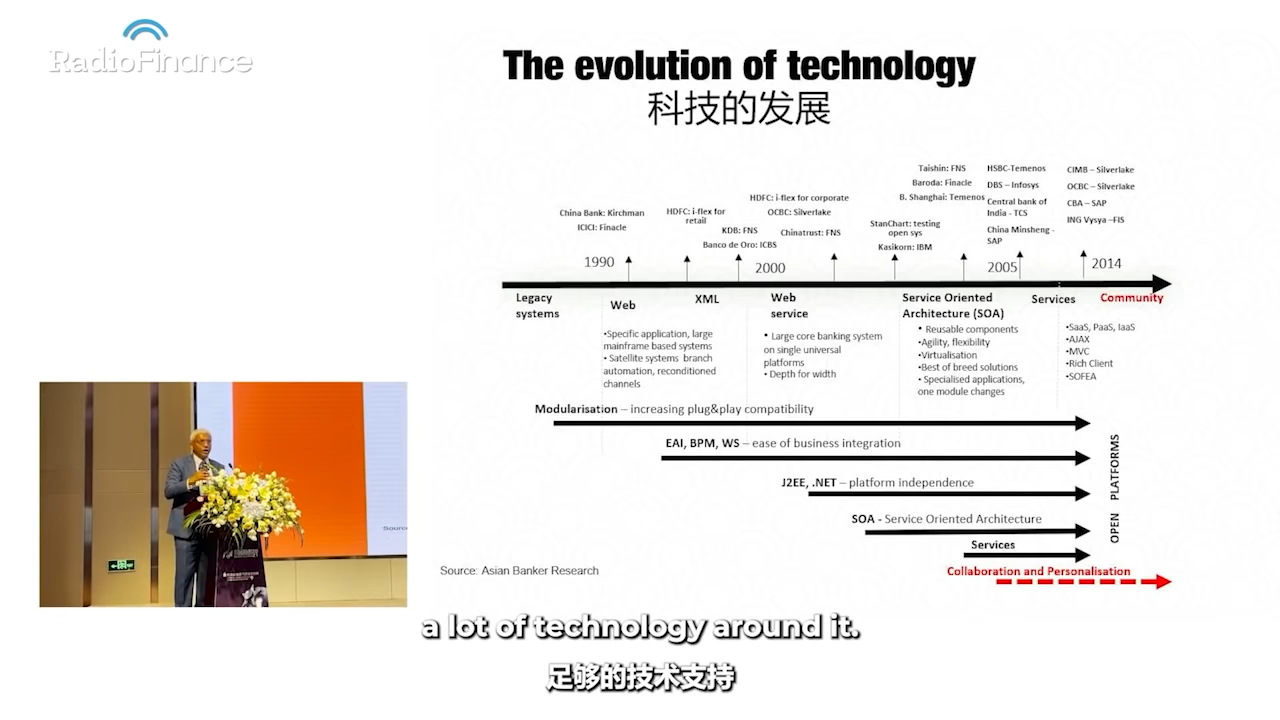 RadioFinance
The evolution of technology
科技的发展
Taishin: FNS
Baroda: Finacle
B. Shanghai: Temenos
HSBC-Temenos
DBS – Infosys
Central bank of
India - TCS
China Minsheng -
SAP
CIMB – Silverlake
OCBC – Silverlake
CBA – SAP
ING Vysya –FIS
China Bank: Kirchman
ICICI: Finacle
HDFC: i-flex for
retail
KDB: FNS
Banco de Oro: ICBS
HDFC: i-flex for corporate
OCBC: Silverlake
Chinatrust: FNS
StanChart: testing
open sys
Kasikorn: IBM
1990
2000
2005
2014
Legacy
systems
Web
XML
Web
service
Service Oriented
Architecture (SOA)
Services
Community
•Specific application, large
mainframe based systems
• Satellite systems branch
automation, reconditioned
channels
• Large core banking system
on single universal
platforms
• Depth for width
• Reusable components
•Agility, flexibility
•Virtualisation
•Best of breed solutions
• Specialised applications,
one module changes
•SaaS, PaaS, IaaS
•AJAX
•MVC
•Rich Client
•SOFEA
Modularisation – increasing plug&play compatibility
EAI, BPM, WS – ease of business integration
J2EE, .NET – platform independence
SOA - Service Oriented Architecture
Services
Collaboration and Personalisation
OPEN PLATFORMS
Source: Asian Banker Research
Source
a lot of technology around it.
足够的技术支持